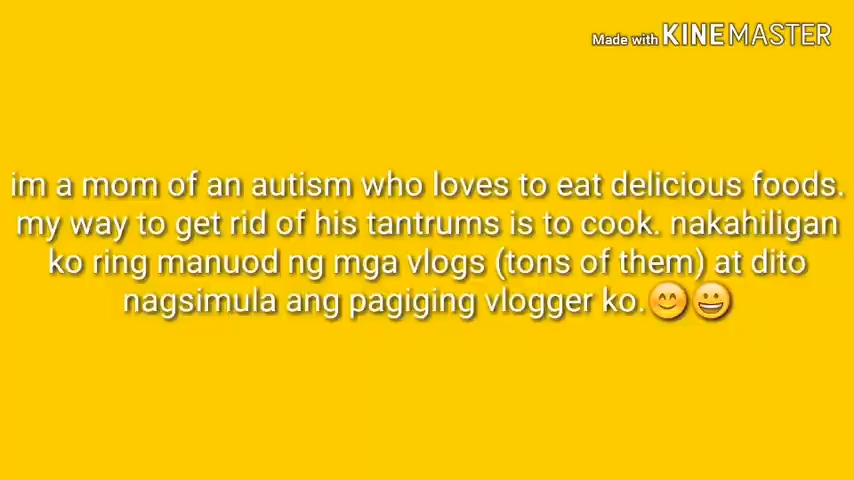 Made with KINEMASTER
im a mom of an autism who loves to eat delicious foods.
my way to get rid of his tantrums is to cook. nakahiligan
ko ring manuod ng mga vlogs (tons of them) at dito
nagsimula ang pagiging vlogger ko.😊😀